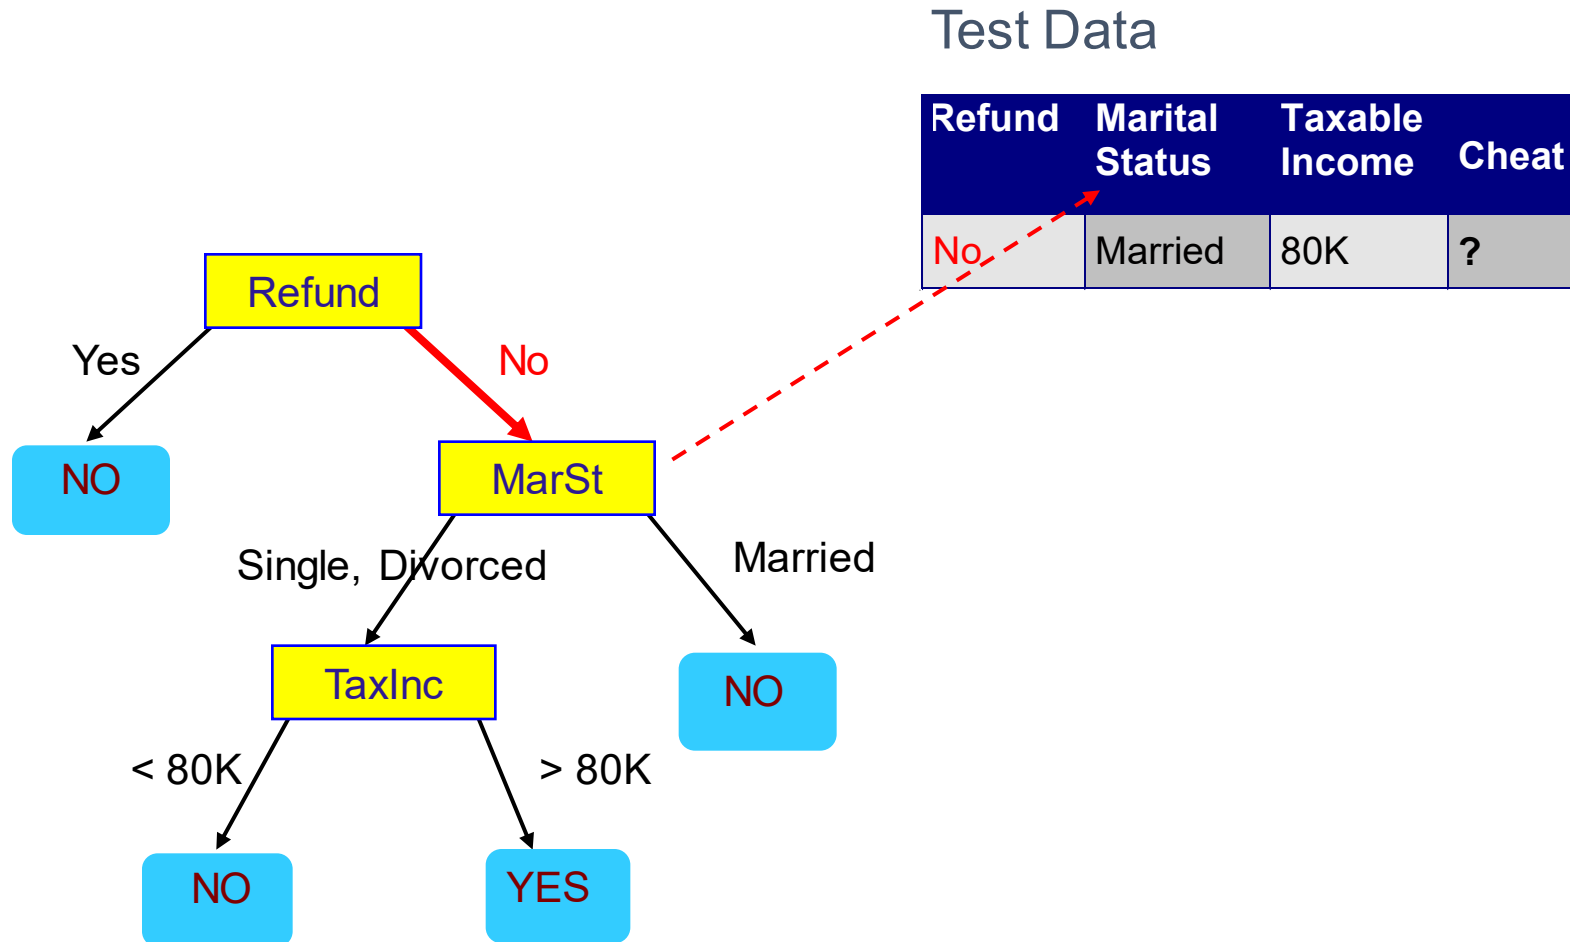 Test Data
Refund Marital Status Taxable Income Cheat
No Married 80K ?
Refund
Yes No
NO
MarSt
Single, Divorced Married
TaxInc
NO
< 80K > 80K
NO YES